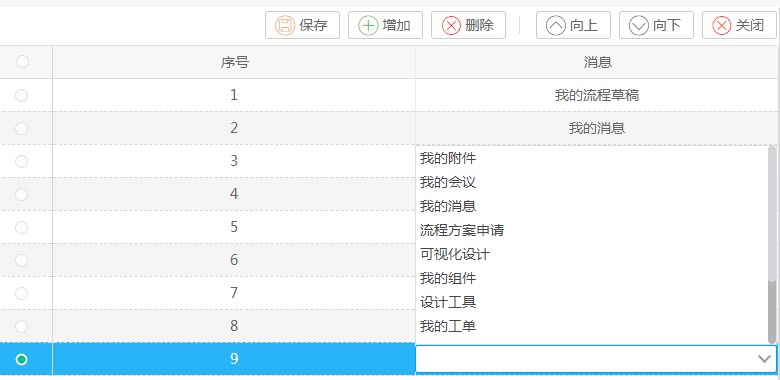 保存 增加 删除 向上 向下 关闭
序号 消息
1 我的流程草稿
2 我的消息
3 我的附件
我的会议
4 我的消息
5 流程方案申请
可视化设计
6 我的组件
7 设计工具
8 我的工单
9